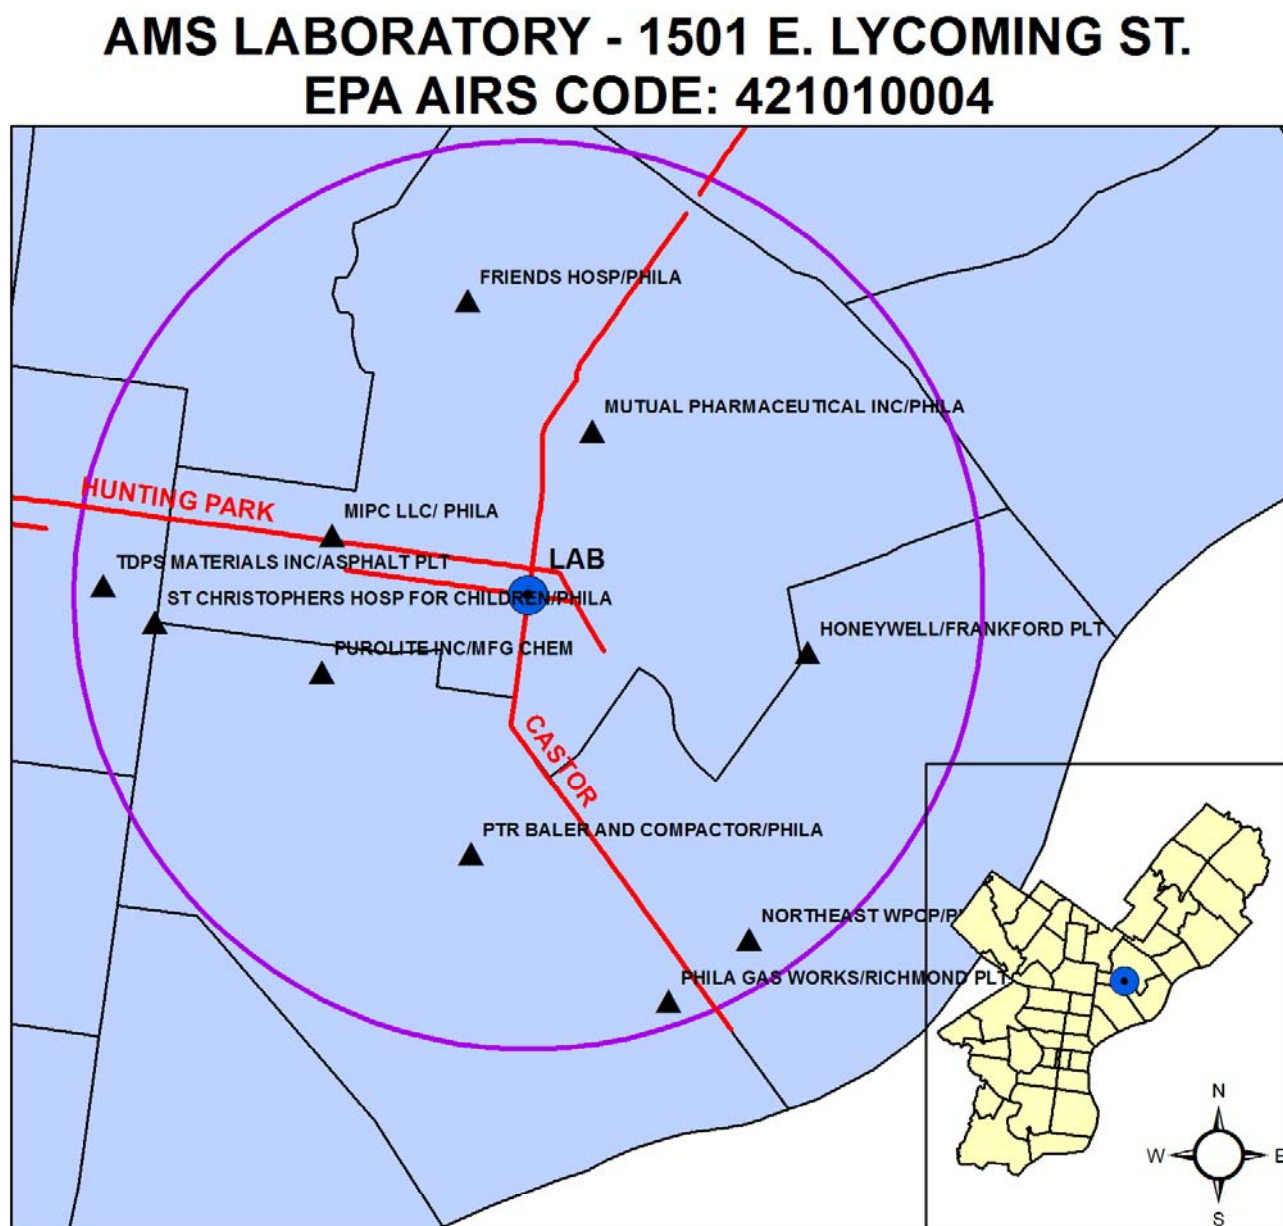 AMS LABORATORY - 1501 E. LYCOMING ST.
EPA AIRS CODE: 421010004
FRIENDS HOSP/PHILA
MUTUAL PHARMACEUTICAL INC/PHILA
HUNTING PARK
MIPC LLC/ PHILA
LAB
TDPS MATERIALS INC/ASPHALT PLT
ST CHRISTOPHERS HOSP FOR CHILDREN/PHILA
HONEYWELL/FRANKFORD PLT
PUROLITE INC/MFG CHEM
CASTOR
PTR BALER AND COMPACTOR/PHILA
NORTHEAST WPCP/
PHILA GAS WORKS/RICHMOND PLT
N
W E
S